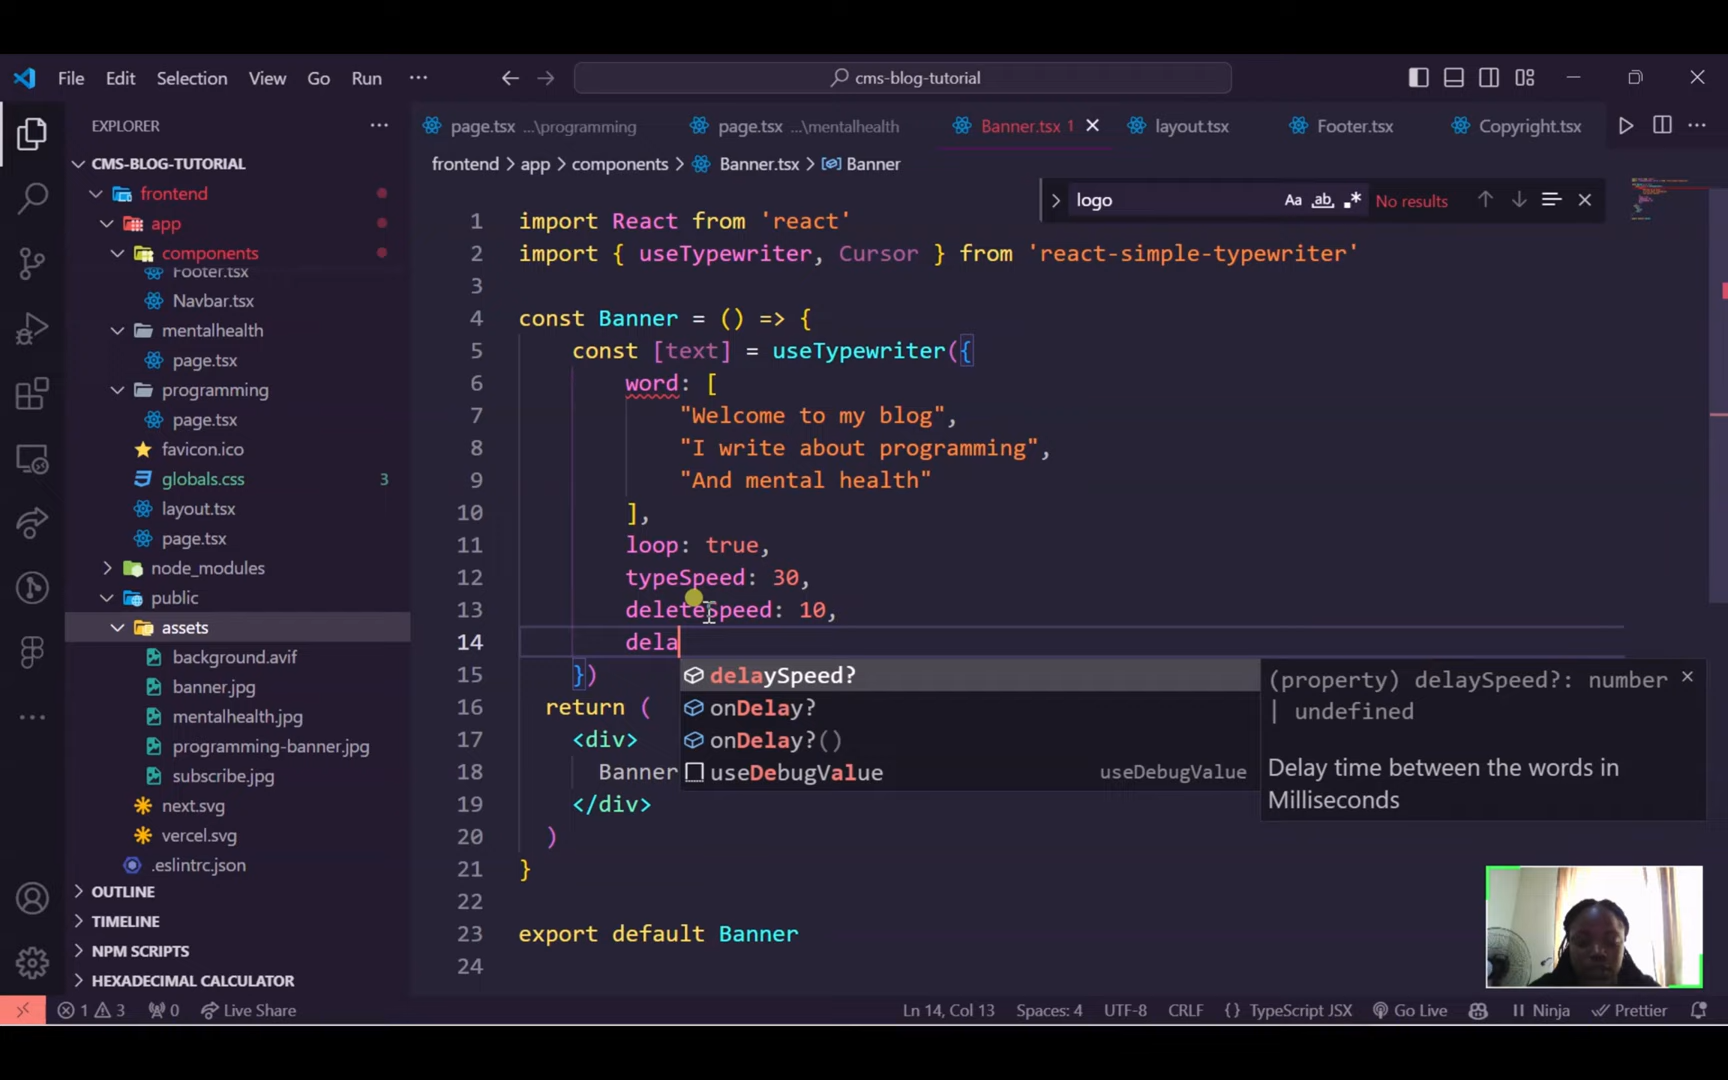 File Edit Selection View Go Run ··· cms-blog-tutorial
EXPLORER
CMS-BLOG-TUTORIAL
frontend
app
components
Footer.tsx
Navbar.tsx
mentalhealth
page.tsx
programming
page.tsx
favicon.ico
globals.css 3
layout.tsx
page.tsx
node_modules
public
assets
background.avif
banner.jpg
mentalhealth.jpg
programming-banner.jpg
subscribe.jpg
next.svg
vercel.svg
.eslintrc.json
OUTLINE
TIMELINE
NPM SCRIPTS
HEXADECIMAL CALCULATOR
page.tsx ...\programming page.tsx ...\mentalhealth Banner.tsx 1 layout.tsx Footer.tsx Copyright.tsx
frontend > app > components > Banner.tsx > Banner
logo Aa ab .* No results
1 import React from 'react'
2 import { useTypewriter, Cursor } from 'react-simple-typewriter'
3
4 const Banner = () => {
5 const [text] = useTypewriter({
6 word: [
7 "Welcome to my blog",
8 "I write about programming",
9 "And mental health"
10 ],
11 loop: true,
12 typeSpeed: 30,
13 deleteSpeed: 10,
14 dela
15 })
16 return (
17 <div>
18 Banner
19 </div>
20 )
21 }
22
23 export default Banner
24
delaySpeed?
onDelay?
onDelay?()
useDebugValue useDebugValue
(property) delaySpeed?: number
| undefined
Delay time between the words in
Milliseconds
1 3 0 Live Share Ln 14, Col 13 Spaces: 4 UTF-8 CRLF {} TypeScript JSX Go Live Ninja Prettier